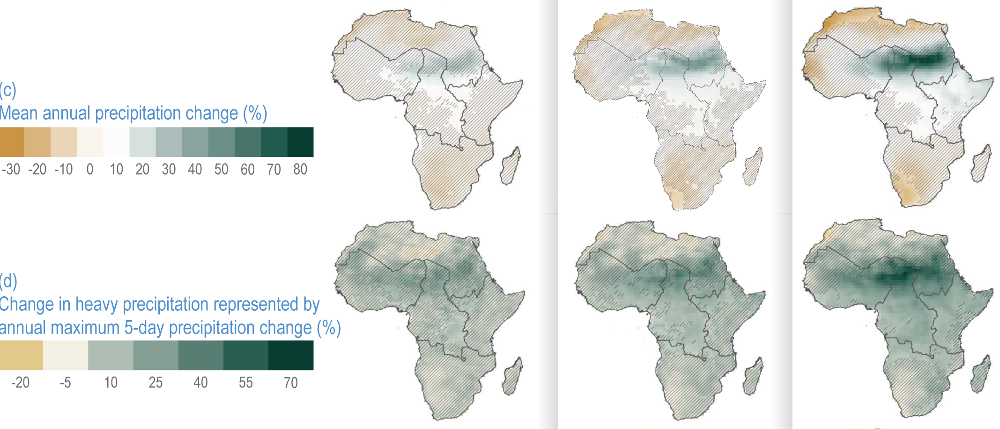 (c)
Mean annual precipitation change (%)
-30 -20 -10 0 10 20 30 40 50 60 70 80
(d)
Change in heavy precipitation represented by
annual maximum 5-day precipitation change (%)
-20 -5 10 25 40 55 70